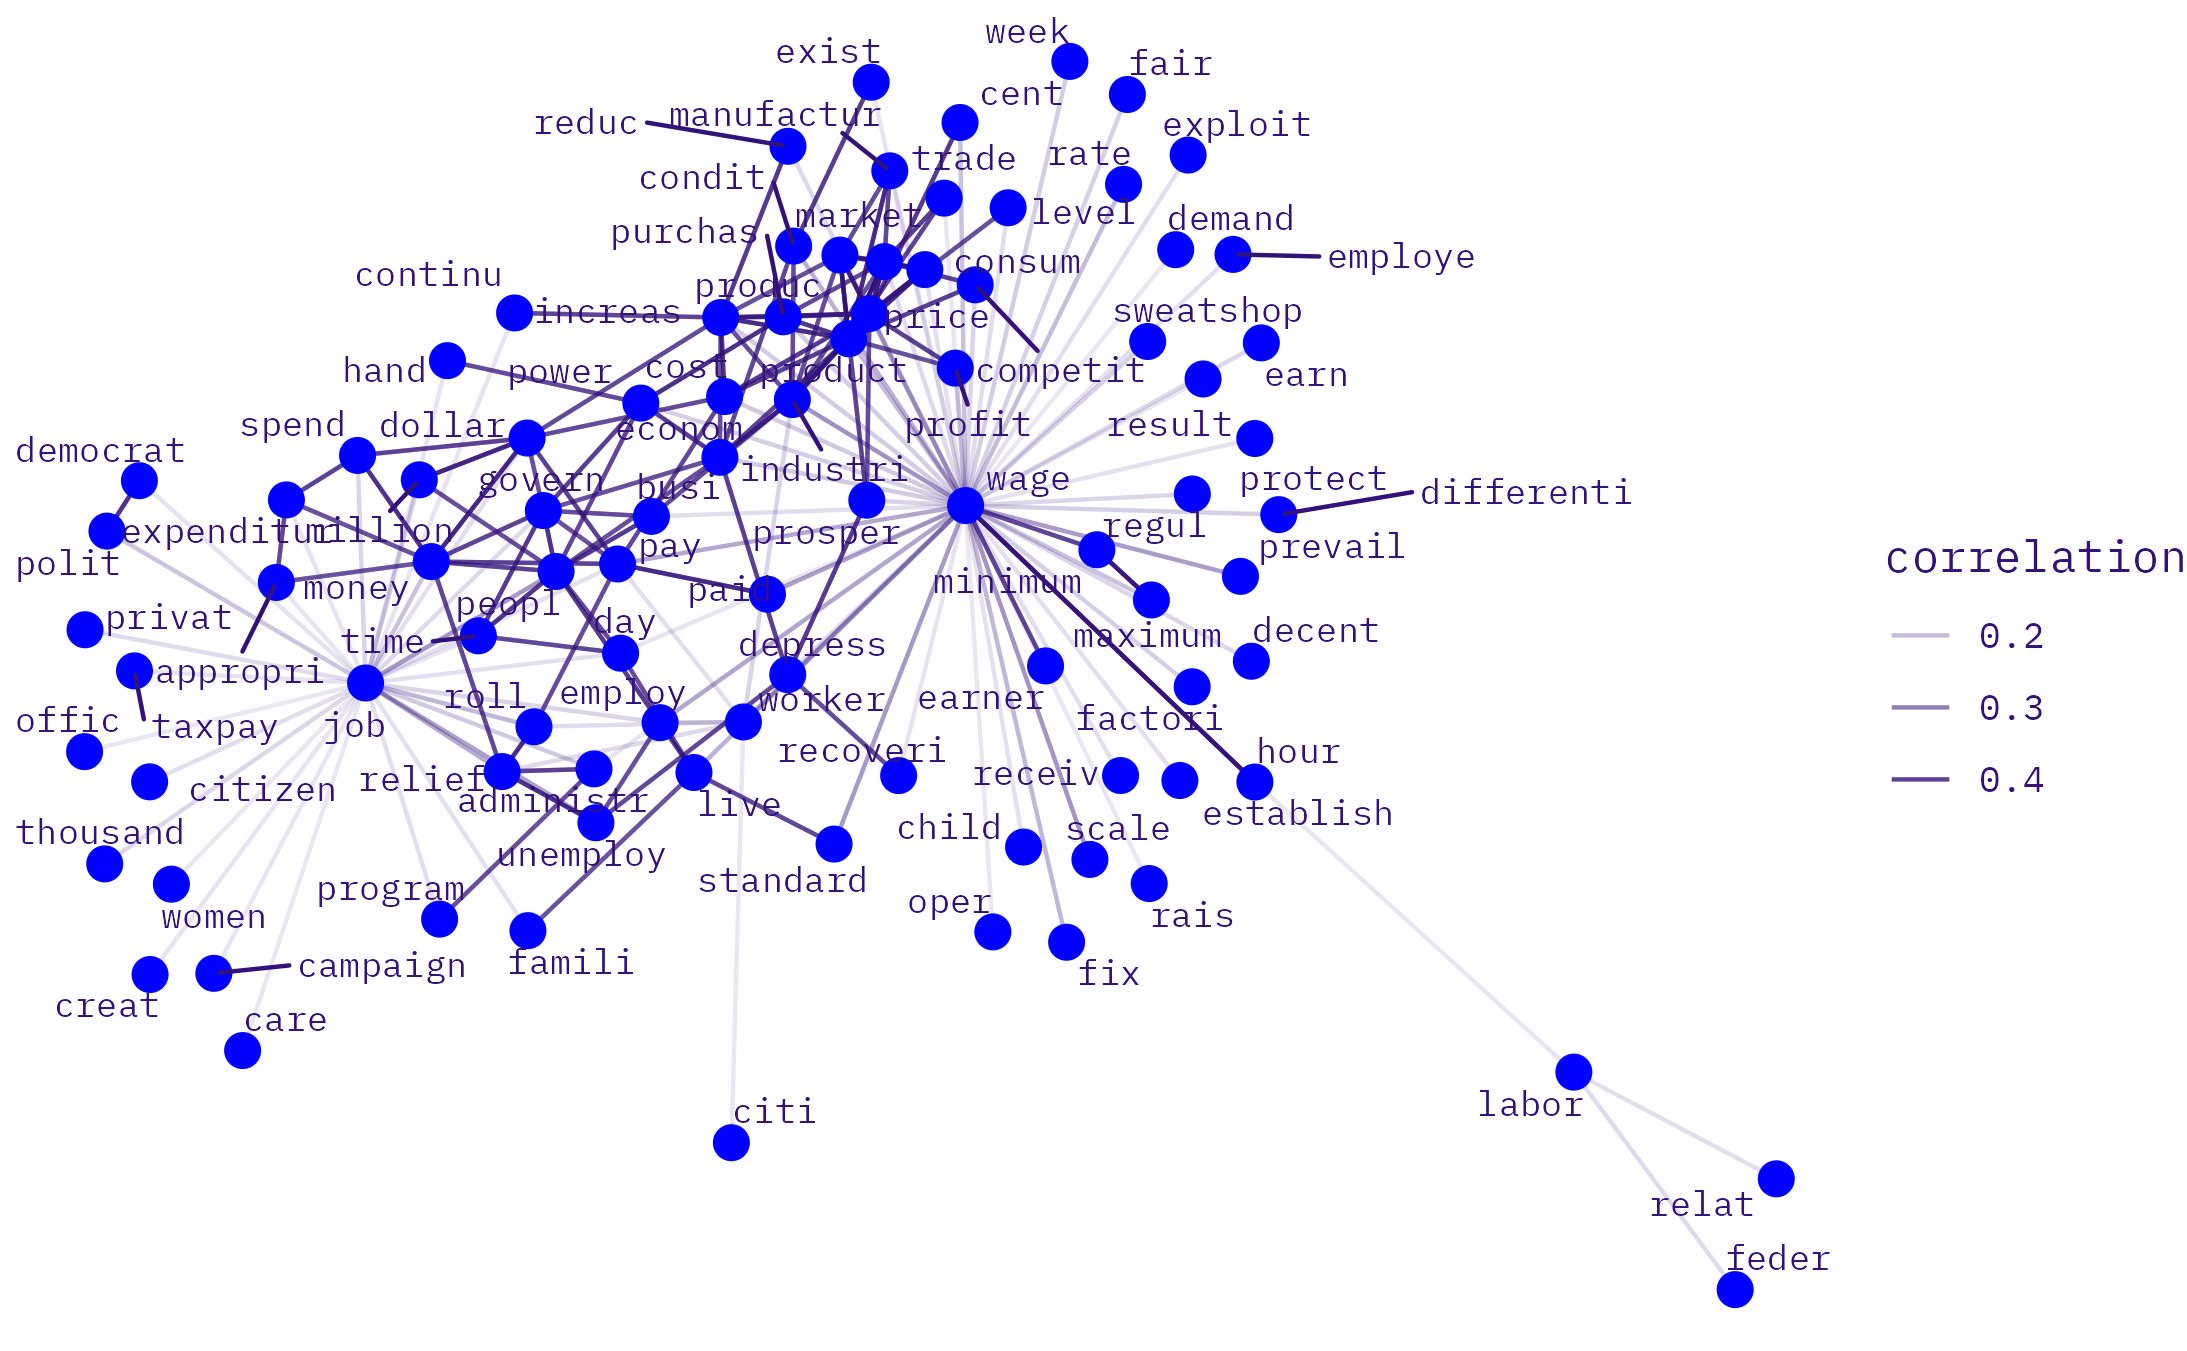 week
exist
fair
cent
reduc
manufactur
exploit
trade
rate
condit
market
level
demand
purchas
employe
consum
continu
produc
increas
sweatshop
price
hand
power
cost
product
competit
earn
spend
dollar
econom
profit
result
democrat
govern
busi
industri
wage
protect
differenti
expenditur
million
prosper
regul
pay
prevail
polit
money
paid
minimum
correlation
privat
peopl
time
day
depress
maximum
decent
0.2
appropri
roll
employ
worker
earner
factori
offic
taxpay
job
recoveri
hour
0.3
citizen
relief
administr
live
receiv
establish
0.4
thousand
unemploy
child
scale
women
program
standard
oper
rais
campaign
famili
fix
creat
care
citi
labor
relat
feder